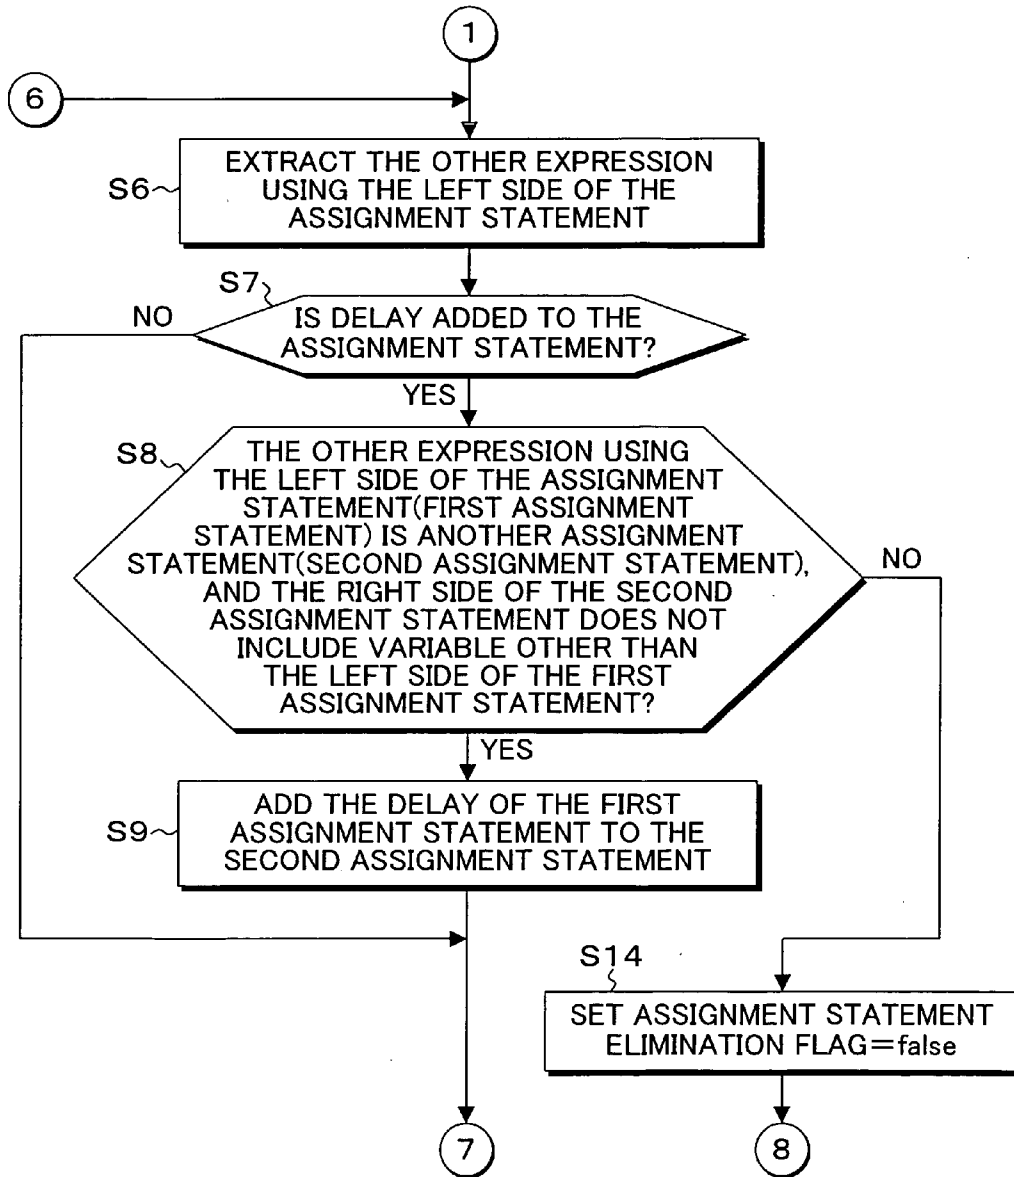 1
6
S6
EXTRACT THE OTHER EXPRESSION
USING THE LEFT SIDE OF THE
ASSIGNMENT STATEMENT
S7
NO
IS DELAY ADDED TO THE
ASSIGNMENT STATEMENT?
YES
S8
THE OTHER EXPRESSION USING
THE LEFT SIDE OF THE ASSIGNMENT
STATEMENT(FIRST ASSIGNMENT
STATEMENT) IS ANOTHER ASSIGNMENT
STATEMENT(SECOND ASSIGNMENT STATEMENT),
AND THE RIGHT SIDE OF THE SECOND
ASSIGNMENT STATEMENT DOES NOT
INCLUDE VARIABLE OTHER THAN
THE LEFT SIDE OF THE FIRST
ASSIGNMENT STATEMENT?
NO
YES
S9
ADD THE DELAY OF THE FIRST
ASSIGNMENT STATEMENT TO THE
SECOND ASSIGNMENT STATEMENT
S14
SET ASSIGNMENT STATEMENT
ELIMINATION FLAG=false
7
8